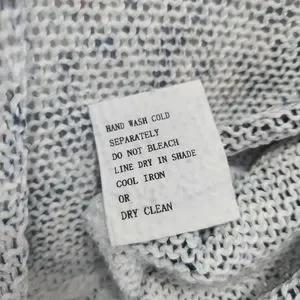 HAND WASH COLD
SEPARATELY
DO NOT BLEACH
LINE DRY IN SHADE
COOL IRON
OR
DRY CLEAN